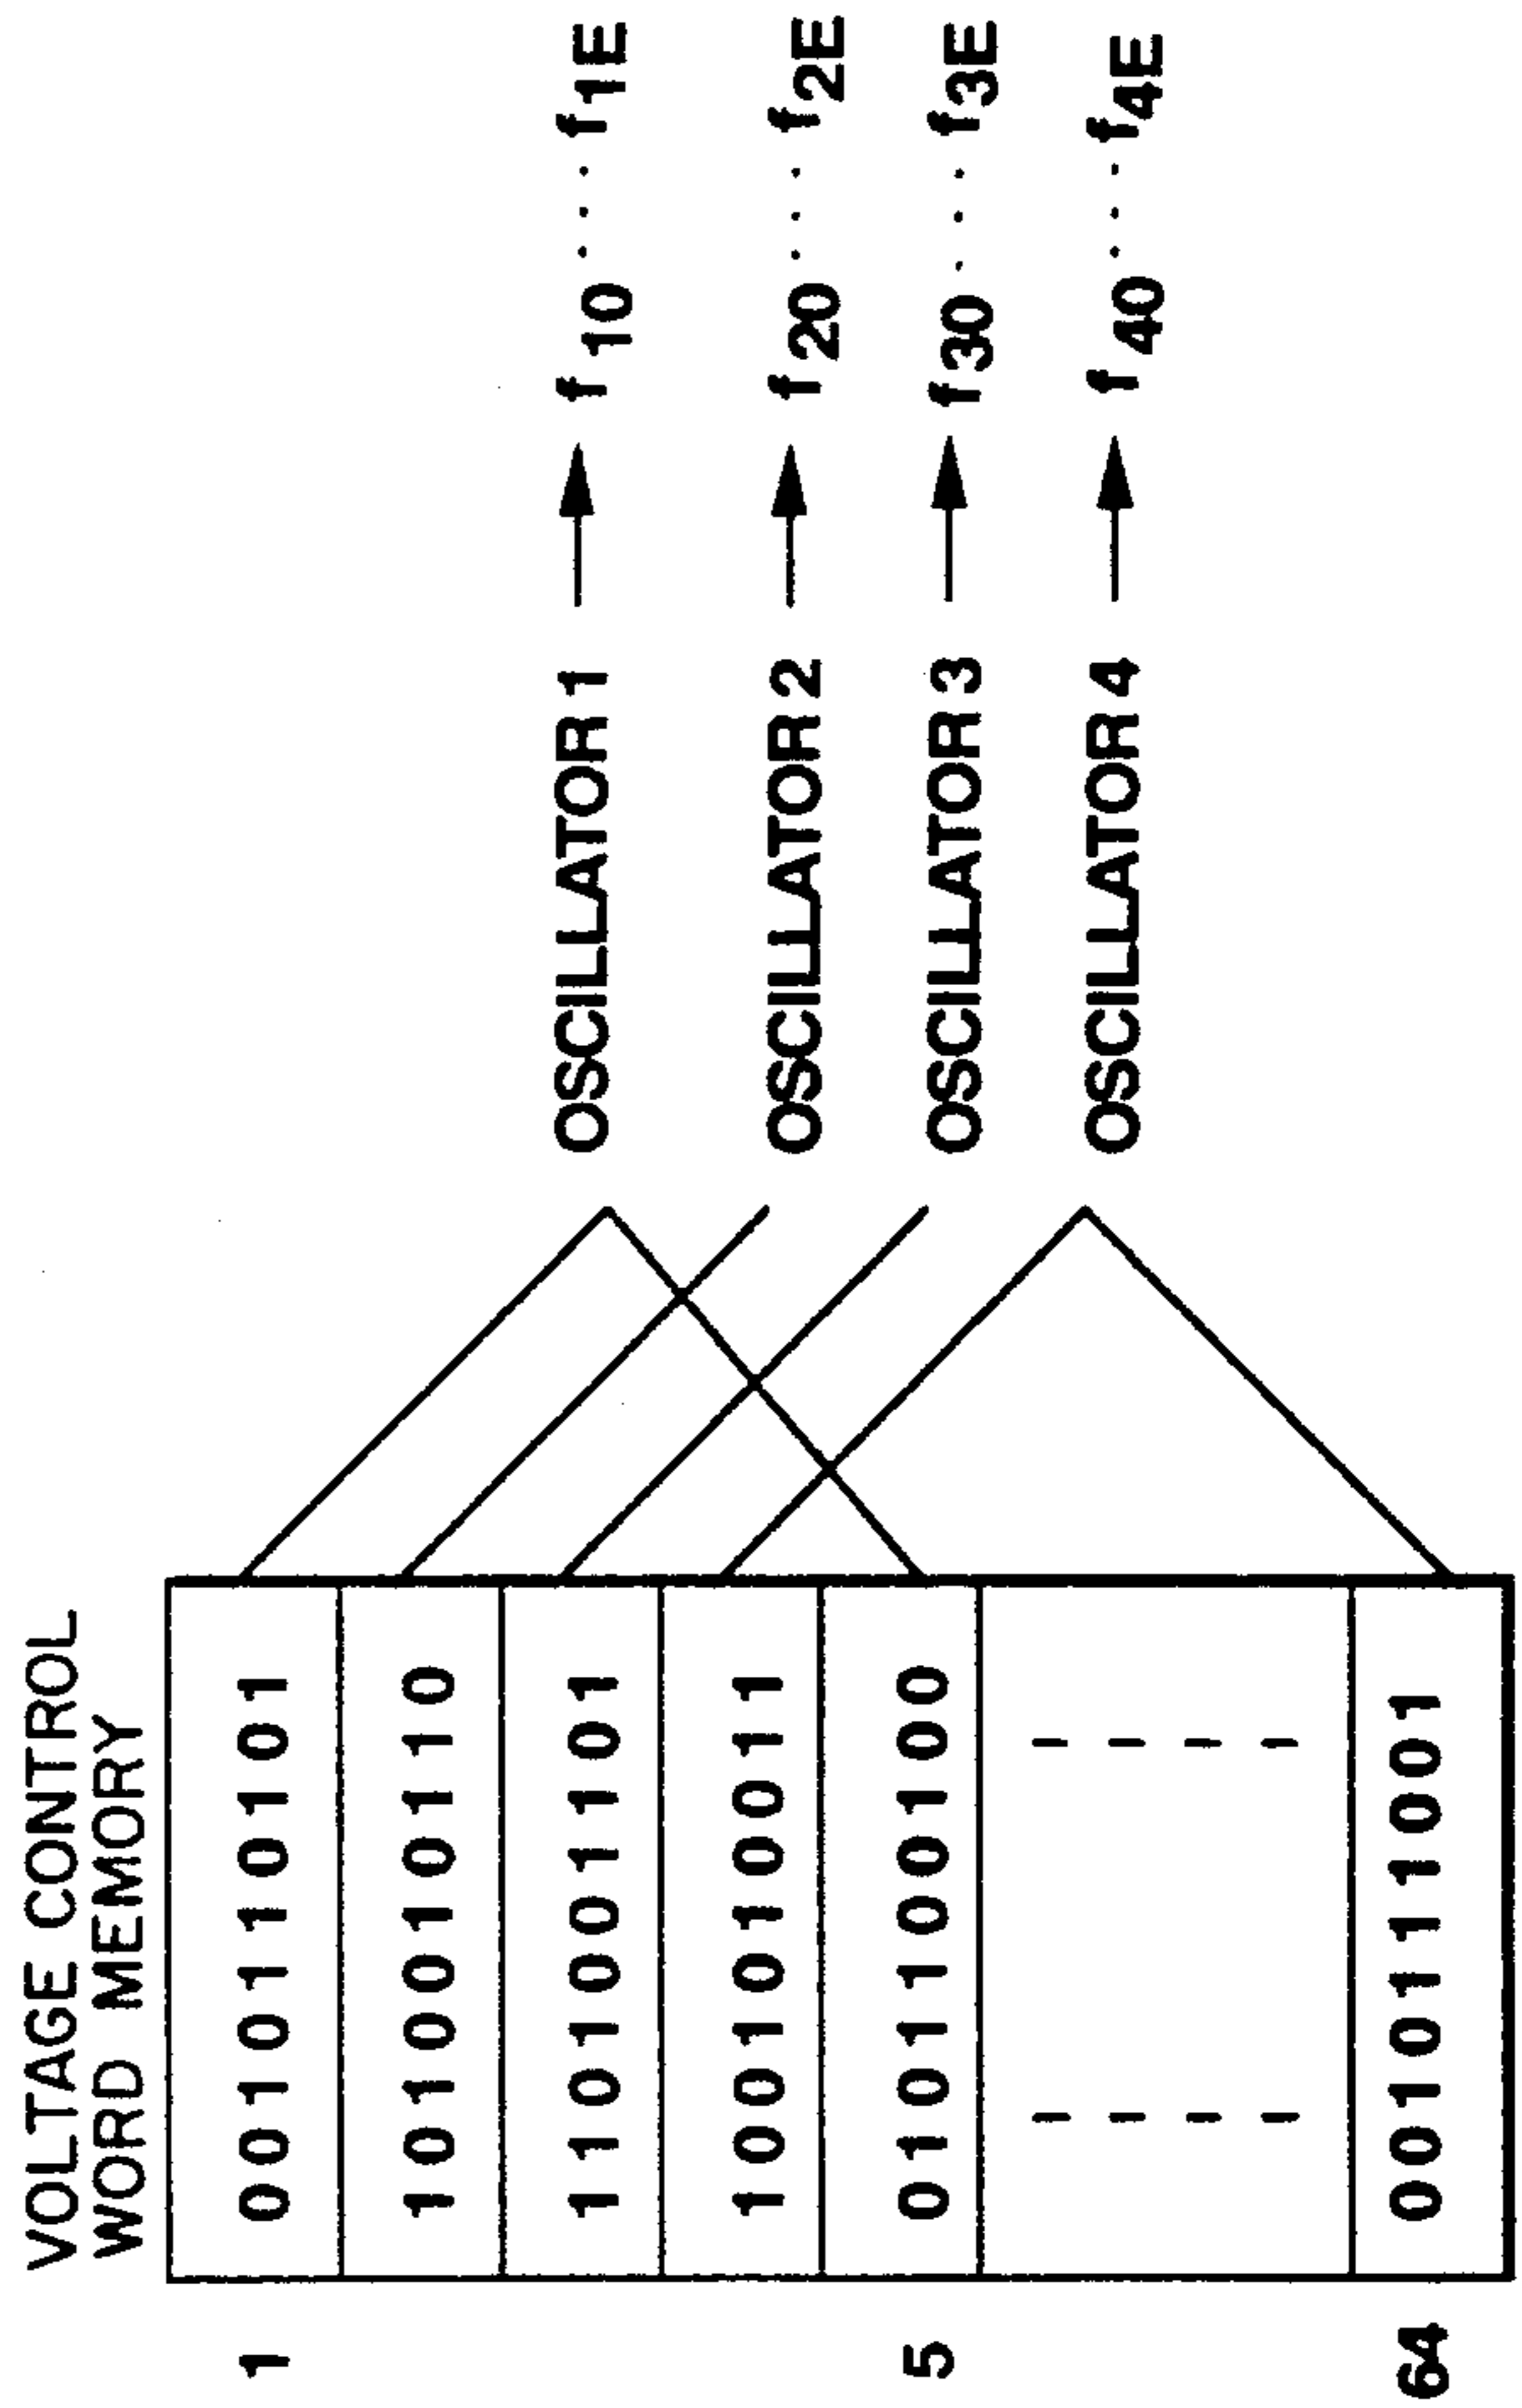 VOLTAGE CONTROL
WORD MEMORY
1 0010110101
1010010110
1101001101
1001010011
5 0101100100
64 0010111001
OSCILLATOR 1 f10 . . . f1E
OSCILLATOR 2 f20 . . . f2E
OSCILLATOR 3 f30 . . . f3E
OSCILLATOR 4 f40 . . . f4E